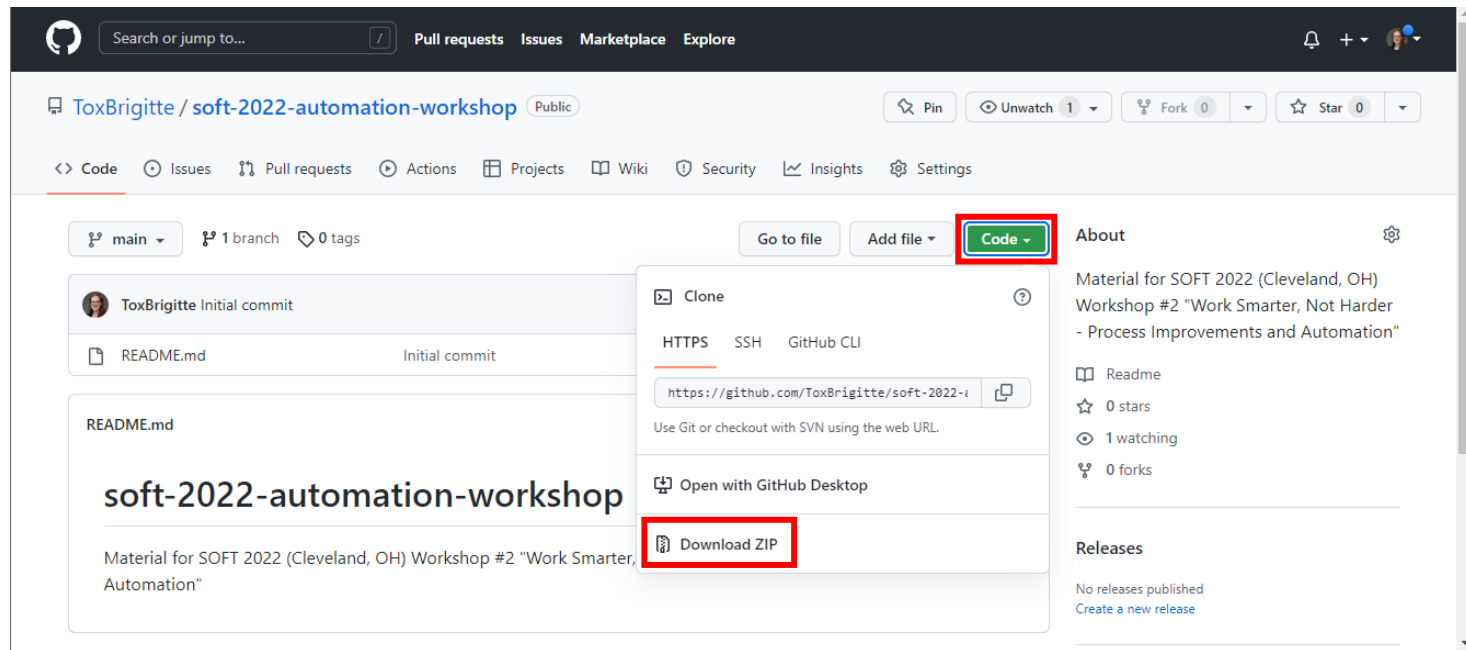 Search or jump to... /
Pull requests Issues Marketplace Explore
ToxBrigitte / soft-2022-automation-workshop Public
Pin Unwatch 1 Fork 0 Star 0
Code Issues Pull requests Actions Projects Wiki Security Insights Settings
main 1 branch 0 tags
Go to file Add file Code
ToxBrigitte Initial commit
README.md Initial commit
README.md
soft-2022-automation-workshop
Material for SOFT 2022 (Cleveland, OH) Workshop #2 "Work Smarter,
Automation"
Clone
HTTPS SSH GitHub CLI
https://github.com/ToxBrigitte/soft-2022-
Use Git or checkout with SVN using the web URL.
Open with GitHub Desktop
Download ZIP
About
Material for SOFT 2022 (Cleveland, OH)
Workshop #2 "Work Smarter, Not Harder
- Process Improvements and Automation"
Readme
0 stars
1 watching
0 forks
Releases
No releases published
Create a new release